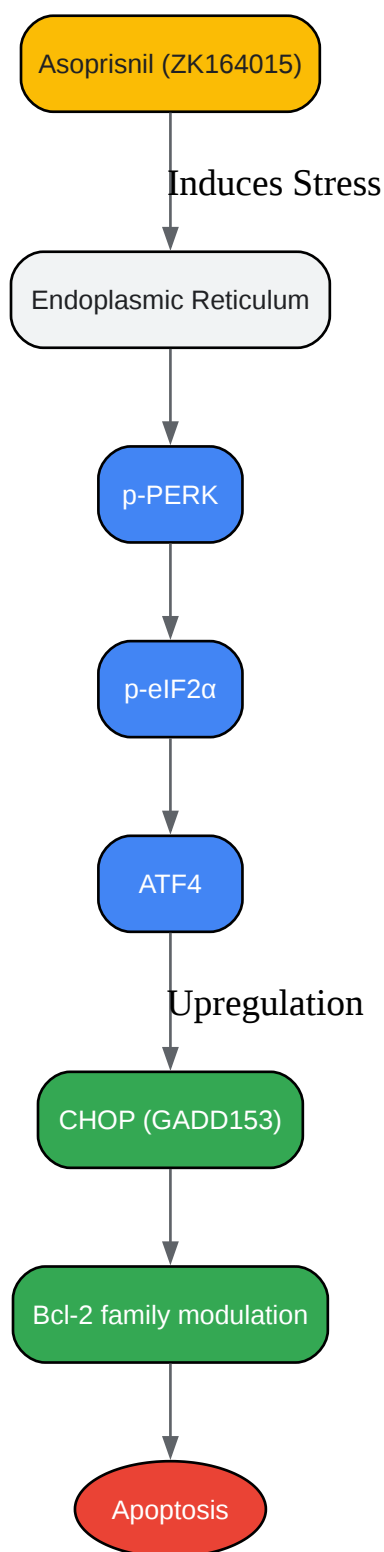 Asoprisnil (ZK164015)
Induces Stress
Endoplasmic Reticulum
p-PERK
p-eIF2α
ATF4
Upregulation
CHOP (GADD153)
Bcl-2 family modulation
Apoptosis